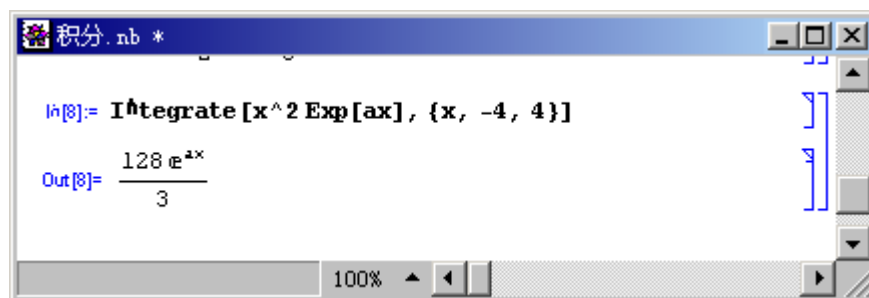 积分.nb *
In[8]:= Integrate[x^2 Exp[ax], {x, -4, 4}]
Out[8]= 128 e^ax
3
100%